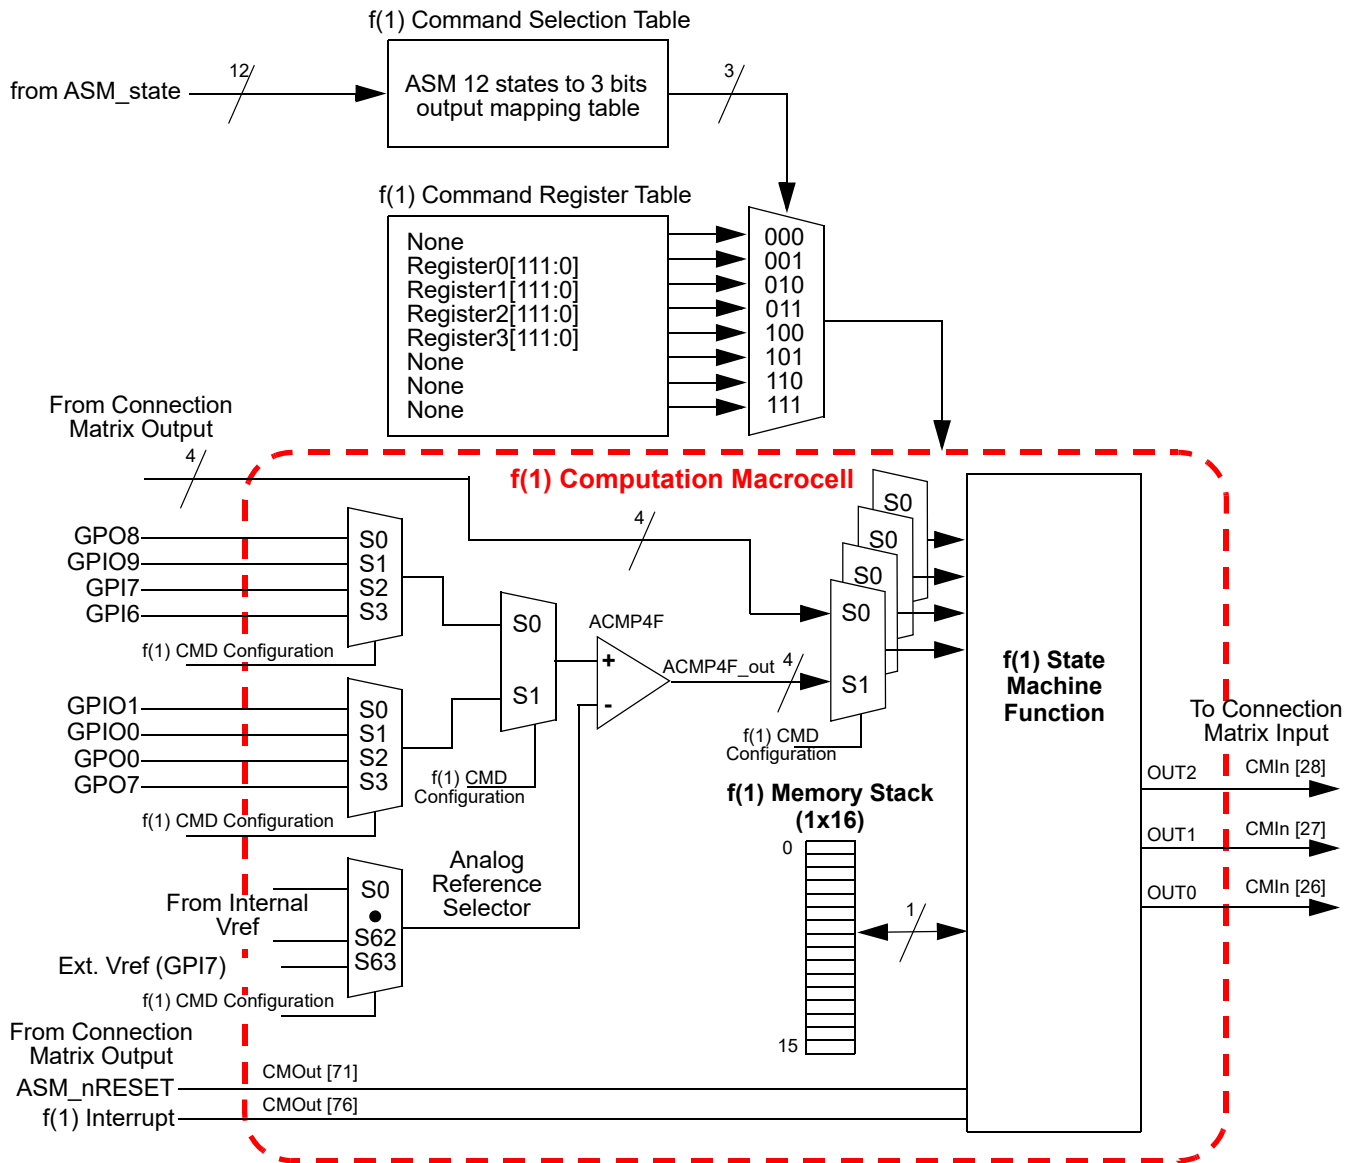 f(1) Command Selection Table
from ASM_state
12
ASM 12 states to 3 bits
output mapping table
3
f(1) Command Register Table
None
Register0[111:0]
Register1[111:0]
Register2[111:0]
Register3[111:0]
None
None
None
000
001
010
011
100
101
110
111
From Connection
Matrix Output
4
f(1) Computation Macrocell
4
GPO8
GPIO9
GPI7
GPI6
S0
S1
S2
S3
f(1) CMD Configuration
GPIO1
GPIO0
GPO0
GPO7
S0
S1
S2
S3
f(1) CMD Configuration
S0
S1
f(1) CMD
Configuration
ACMP4F
+
-
ACMP4F_out
4
S0
S0
S0
S0
S1
f(1) CMD
Configuration
From Internal
Vref
Ext. Vref (GPI7)
S0
S62
S63
f(1) CMD Configuration
Analog
Reference
Selector
f(1) Memory Stack
(1x16)
0
15
1
f(1) State
Machine
Function
To Connection
Matrix Input
OUT2
CMIn [28]
OUT1
CMIn [27]
OUT0
CMIn [26]
From Connection
Matrix Output
ASM_nRESET
CMOut [71]
f(1) Interrupt
CMOut [76]